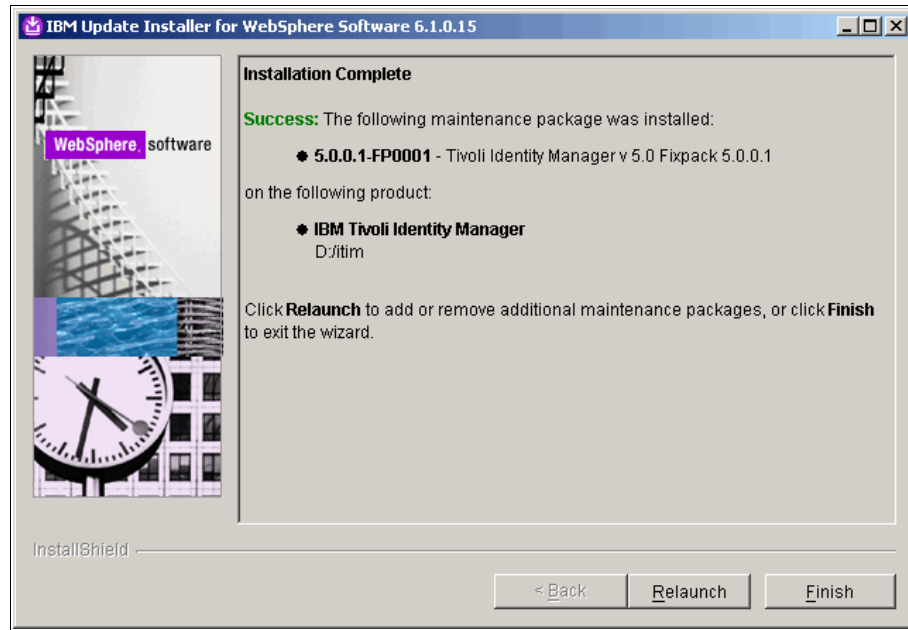 IBM Update Installer for WebSphere Software 6.1.0.15
WebSphere. software
Installation Complete
Success: The following maintenance package was installed:
5.0.0.1-FP0001 - Tivoli Identity Manager v 5.0 Fixpack 5.0.0.1
on the following product:
IBM Tivoli Identity Manager
D:/itim
Click Relaunch to add or remove additional maintenance packages, or click Finish
to exit the wizard.
InstallShield
< Back
Relaunch
Finish